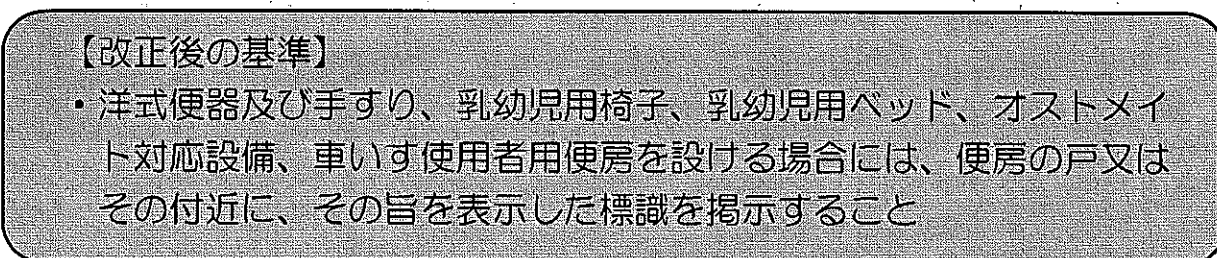 【改正後の基準】
・洋式便器及び手すり、乳幼児用椅子、乳幼児用ベッド、オストメイ
ト対応設備、車いす使用者用便房を設ける場合には、便房の戸又は
その付近に、その旨を表示した標識を掲示すること